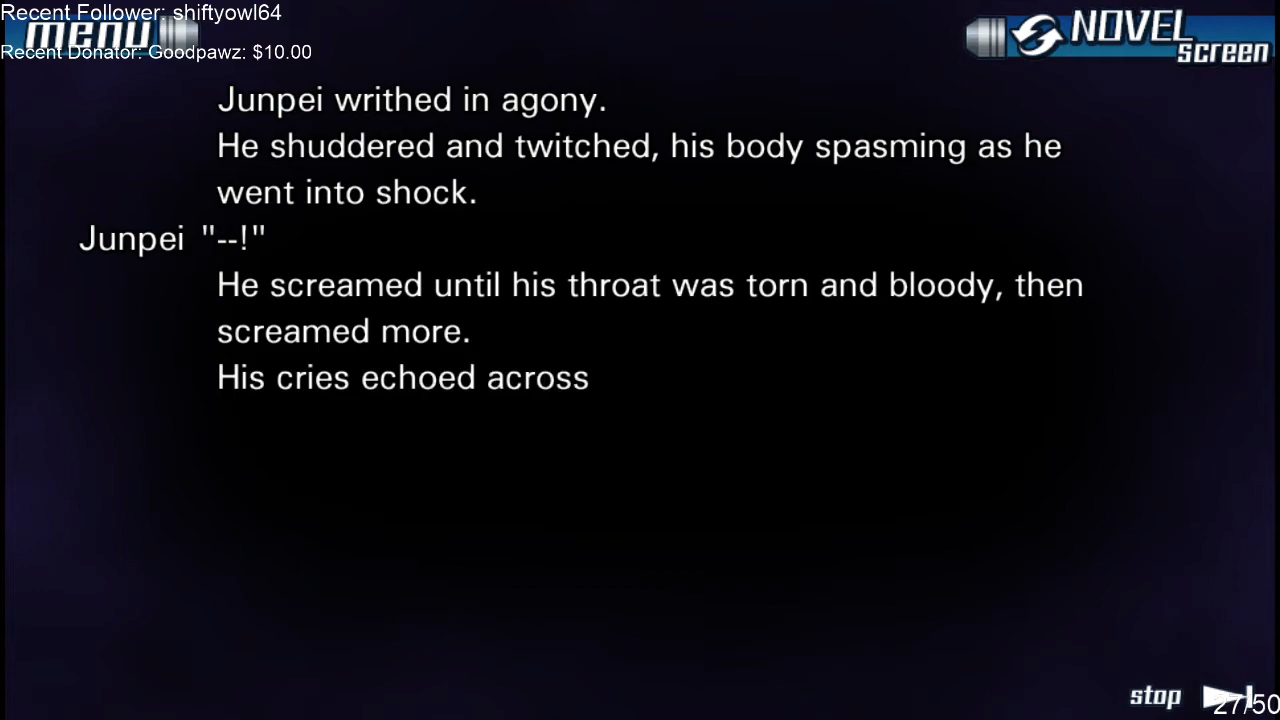 Recent Follower: shiftyowl64
menu
Recent Donator: Goodpawz: $10.00
NOVEL
screen
Junpei writhed in agony.
He shuddered and twitched, his body spasming as he
went into shock.
Junpei "--!"
He screamed until his throat was torn and bloody, then
screamed more.
His cries echoed across
stop
27/50